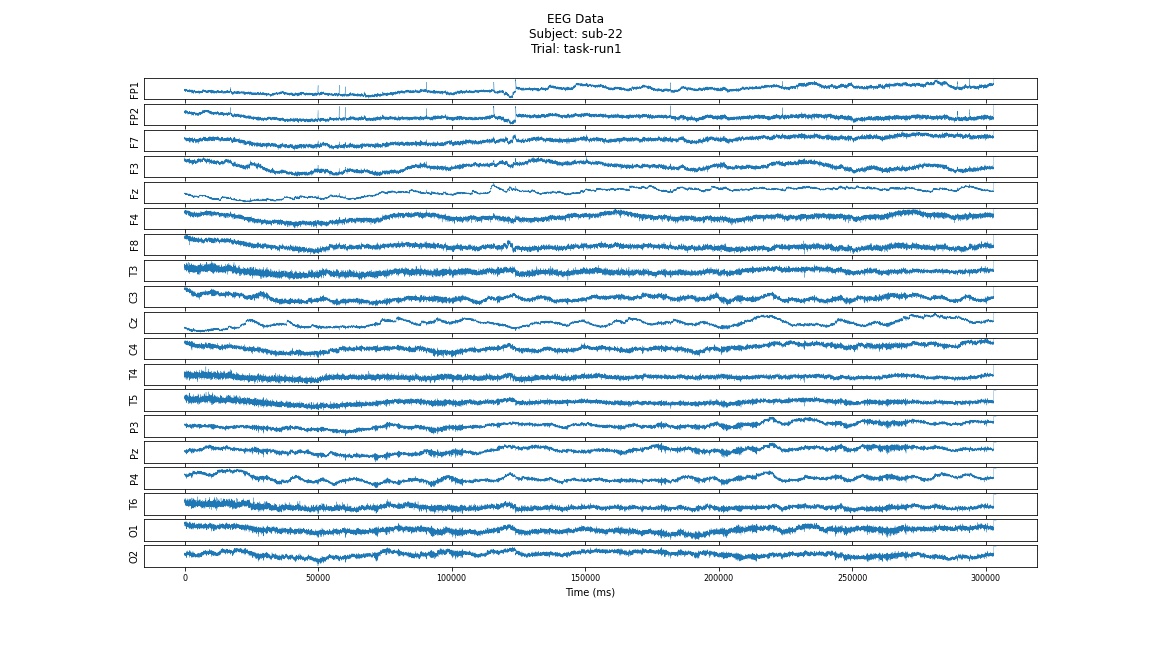 EEG Data
Subject: sub-22
Trial: task-run1
FP1
FP2
F7
F3
Fz
F4
F8
T3
C3
Cz
C4
T4
T5
P3
Pz
P4
T6
O1
O2
0 50000 100000 150000 200000 250000 300000
Time (ms)